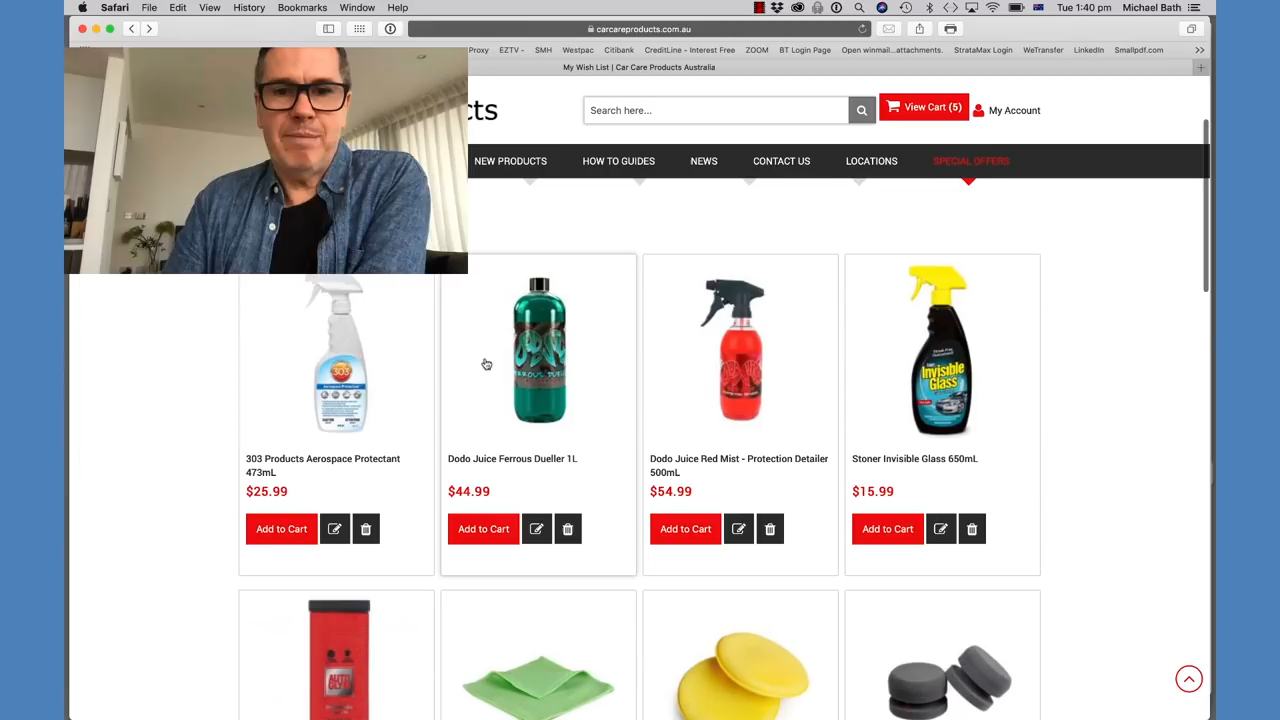 Safari File Edit View History Bookmarks Window Help Tue 1:40 pm Michael Bath
carcareproducts.com.au
Proxy EZTV - SMH Westpac Citibank CreditLine - Interest Free ZOOM BT Login Page Open winmail...attachments. StrataMax Login WeTransfer LinkedIn Smallpdf.com
My Wish List | Car Care Products Australia
cts Search here... View Cart (5) My Account
NEW PRODUCTS HOW TO GUIDES NEWS CONTACT US LOCATIONS SPECIAL OFFERS
303
Invisible
Glass
303 Products Aerospace Protectant
473mL
$25.99
Add to Cart
Dodo Juice Ferrous Dueller 1L
$44.99
Add to Cart
Dodo Juice Red Mist - Protection Detailer
500mL
$54.99
Add to Cart
Stoner Invisible Glass 650mL
$15.99
Add to Cart